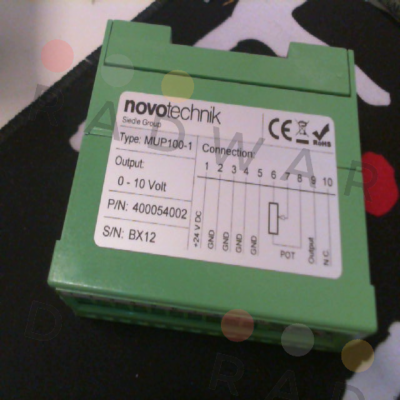 novotechnik
Siedle Group
CE
RoHS
Type: MUP100-1
Connection:
1 2 3 4 5 6 7 8 9 10
Output:
0 - 10 Volt
P/N: 400054002
S/N: BX12
+24 V DC
GND
GND
GND
GND
POT
Output
N.C.
RADWAR